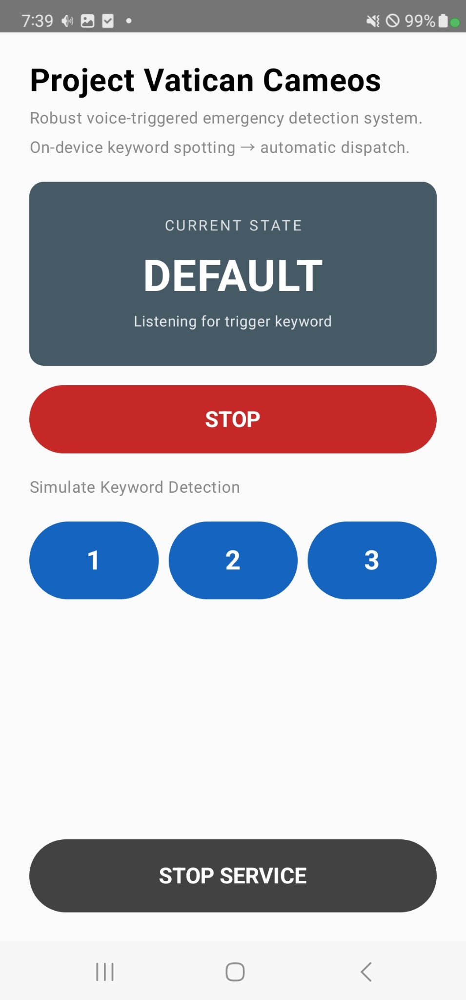 7:39 99%
Project Vatican Cameos
Robust voice-triggered emergency detection system.
On-device keyword spotting → automatic dispatch.
CURRENT STATE
DEFAULT
Listening for trigger keyword
STOP
Simulate Keyword Detection
1 2 3
STOP SERVICE